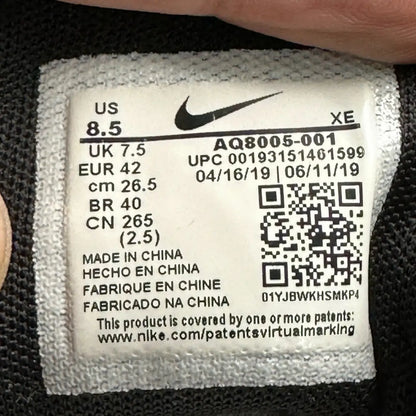 US
8.5 XE
UK 7.5 AQ8005-001
EUR 42 UPC 00193151461599
cm 26.5 04/16/19 | 06/11/19
BR 40
CN 265
(2.5)
MADE IN CHINA
HECHO EN CHINA
FABRIQUE EN CHINE
FABRICADO NA CHINA
01YJBWKHSMKP4
This product is covered by one or more patents:
www.nike.com/patentsvirtualmarking